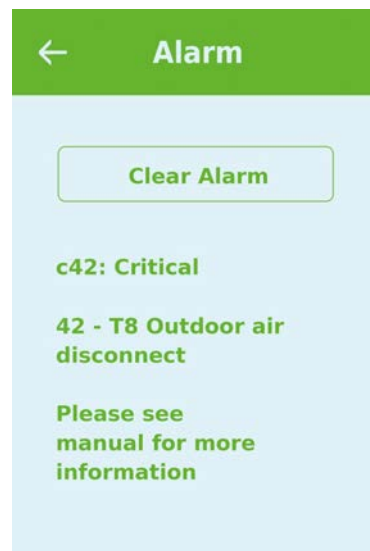 Alarm
Clear Alarm
c42: Critical
42 - T8 Outdoor air
disconnect
Please see
manual for more
information